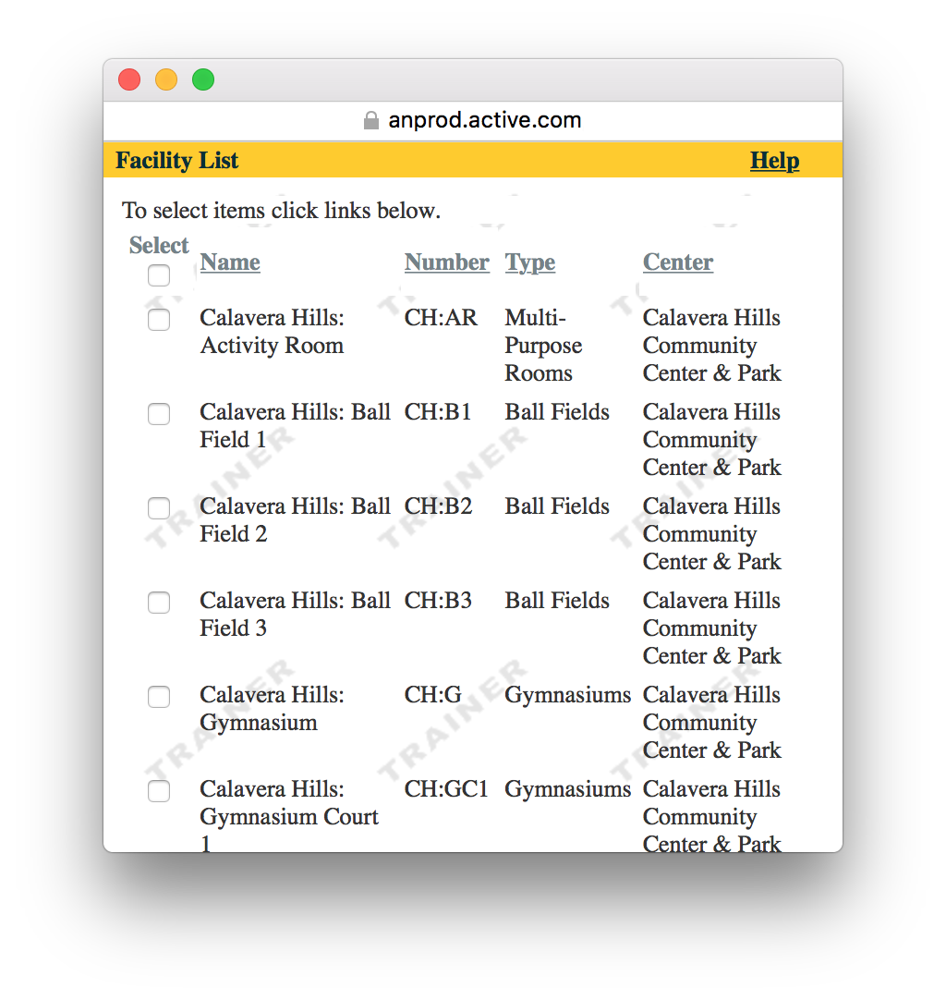 anprod.active.com
Facility List Help
To select items click links below.
Select
Name Number Type Center
Calavera Hills: CH:AR Multi- Calavera Hills
Activity Room Purpose Community
Rooms Center & Park
Calavera Hills: Ball CH:B1 Ball Fields Calavera Hills
Field 1 Community
Center & Park
Calavera Hills: Ball CH:B2 Ball Fields Calavera Hills
Field 2 Community
Center & Park
Calavera Hills: Ball CH:B3 Ball Fields Calavera Hills
Field 3 Community
Center & Park
Calavera Hills: CH:G Gymnasiums Calavera Hills
Gymnasium Community
Center & Park
Calavera Hills: CH:GC1 Gymnasiums Calavera Hills
Gymnasium Court Community
1 Center & Park
TRAINER TRAINER TRAINER
TRAINER TRAINER TRAINER